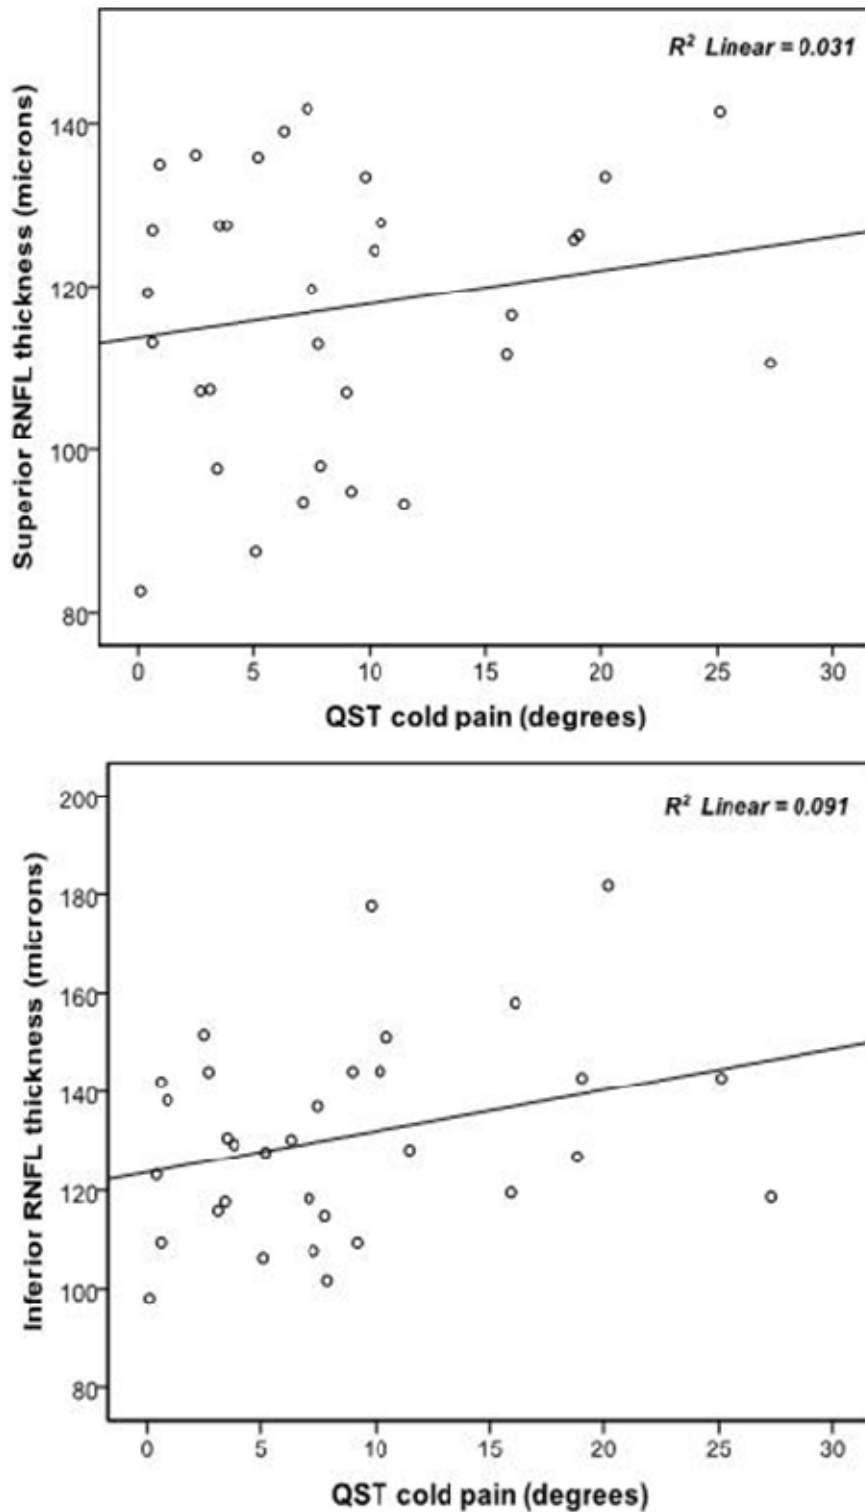 R² Linear = 0.031
Superior RNFL thickness (microns)
140
120
100
80
0 5 10 15 20 25 30
QST cold pain (degrees)
R² Linear = 0.091
Inferior RNFL thickness (microns)
200
180
160
140
120
100
80
0 5 10 15 20 25 30
QST cold pain (degrees)